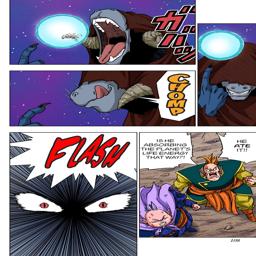 CHOMP
FLASH
HE
ATE
IT!!
IS HE
ABSORBING
THE PLANET'S
LIFE ENERGY
THAT WAY?!